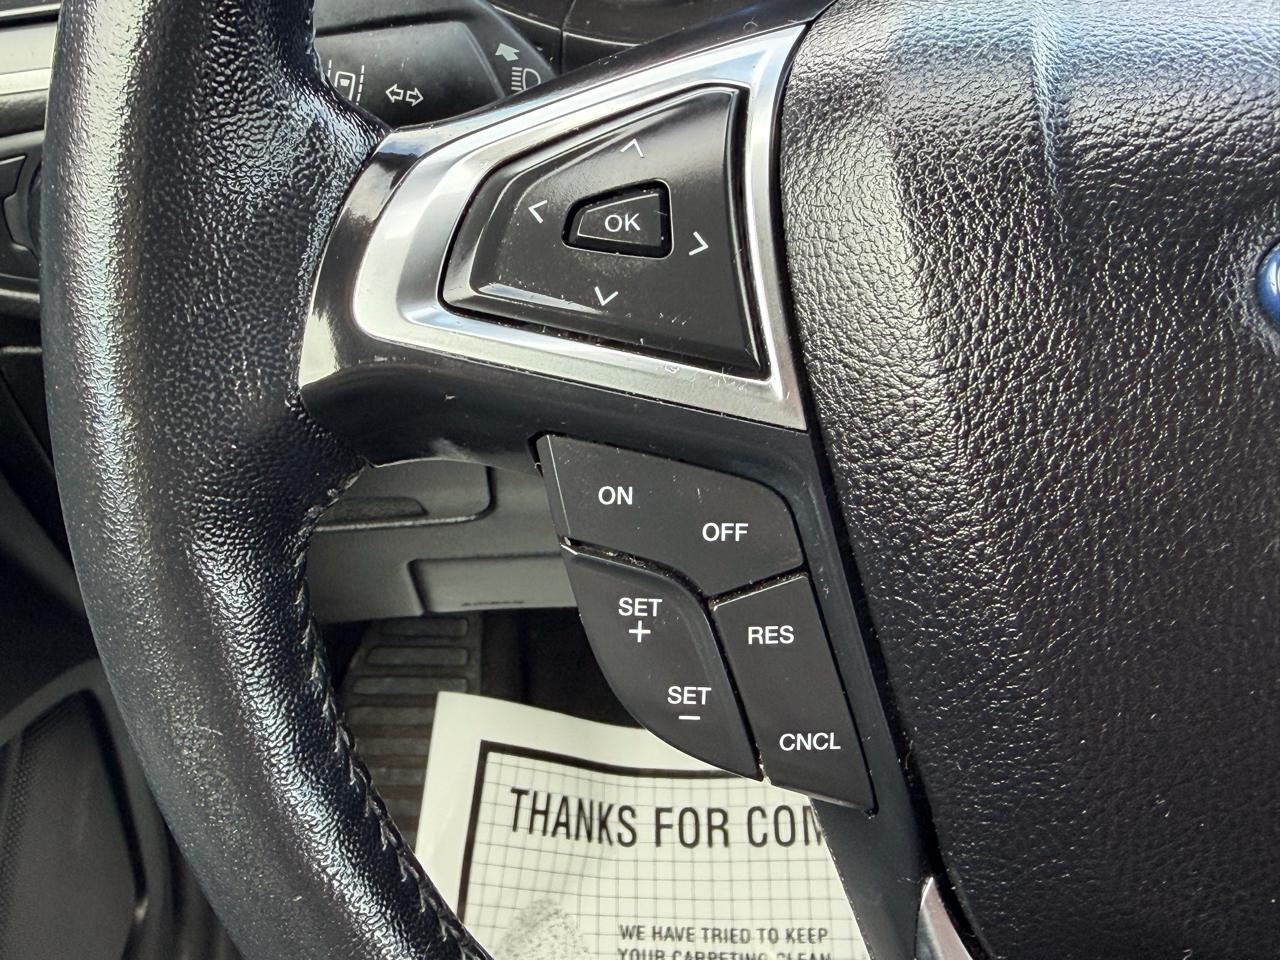 OK
ON
OFF
SET
+
RES
SET
−
CNCL
THANKS FOR COM
WE HAVE TRIED TO KEEP
YOUR CARPETING CLEAN